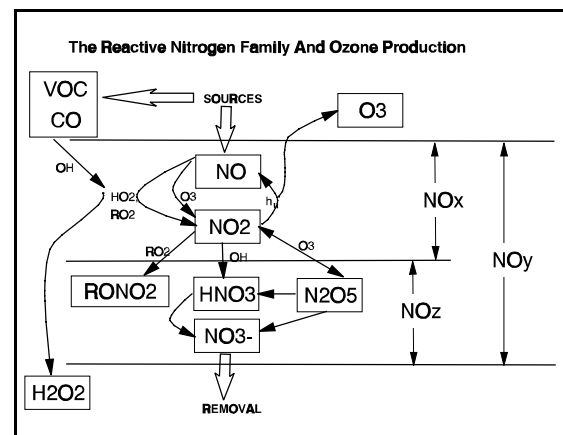 The Reactive Nitrogen Family And Ozone Production
VOC
CO
SOURCES
O3
OH
NO
HO2
RO2
O3
hν
NOx
NO2
NOy
RO2
OH
O3
RONO2
HNO3
N2O5
NOz
NO3-
H2O2
REMOVAL